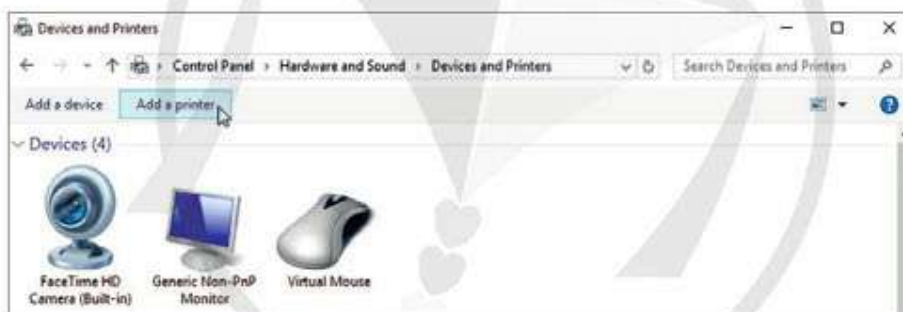 Devices and Printers
Control Panel > Hardware and Sound > Devices and Printers
Search Devices and Printers
Add a device
Add a printer
Devices (4)
FaceTime HD
Camera (Built-in)
Generic Non-PnP
Monitor
Virtual Mouse